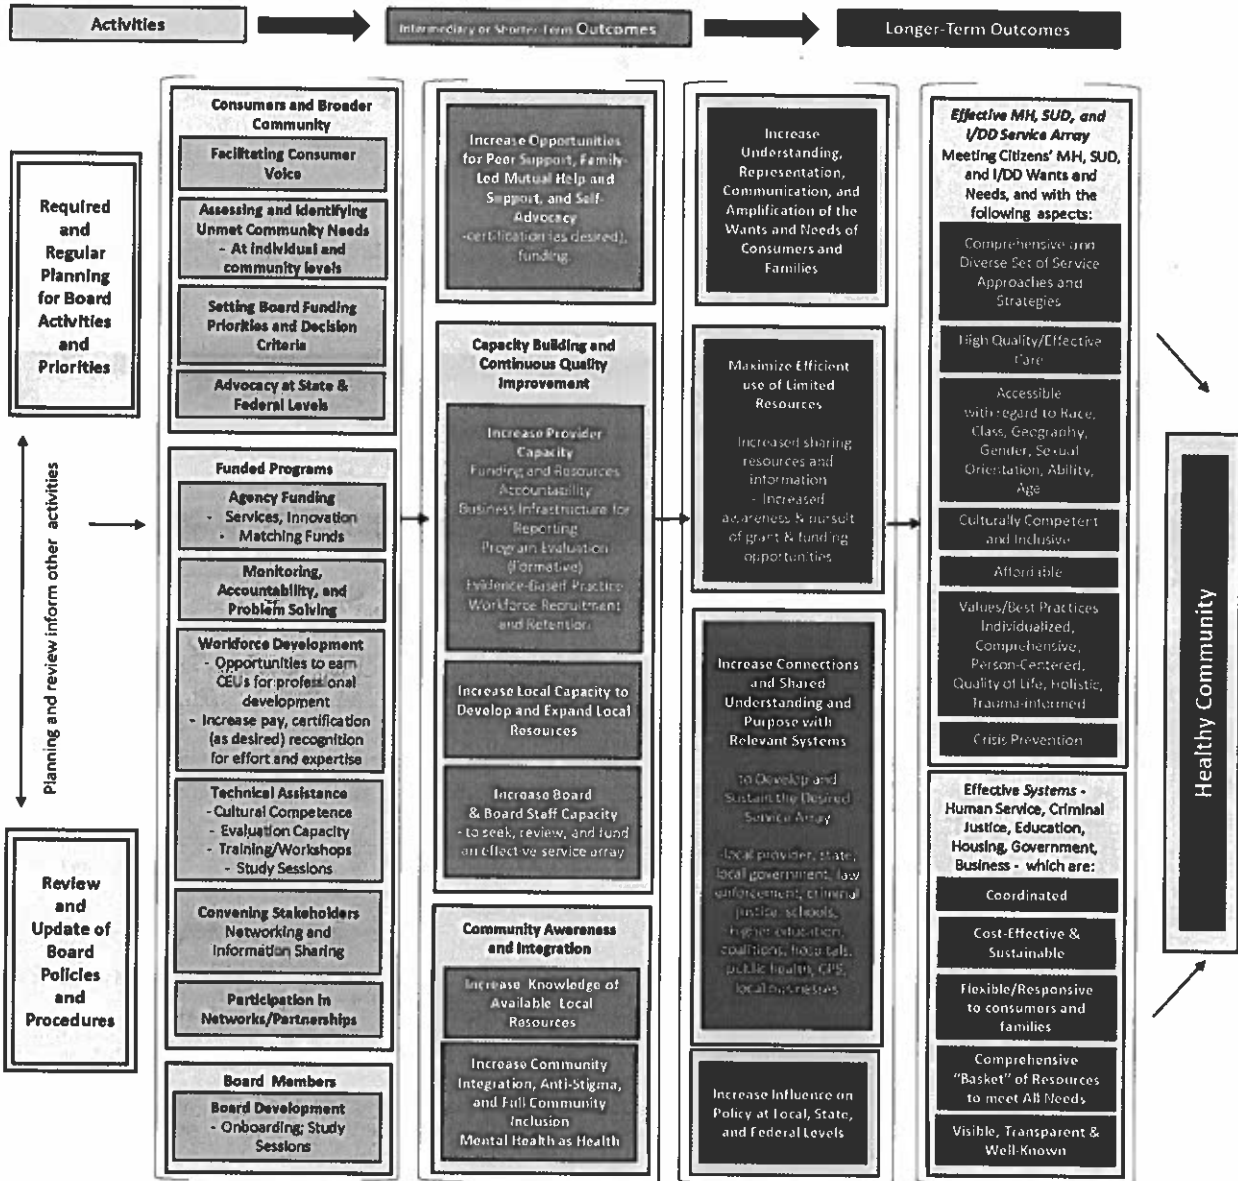 Activities
Intermediary or Shorter-Term Outcomes
Longer-Term Outcomes
Required
and
Regular
Planning
for Board
Activities
and
Priorities
Planning and review inform other activities
Review
and
Update of
Board
Policies
and
Procedures
Consumers and Broader
Community
Facilitating Consumer
Voice
Assessing and Identifying
Unmet Community Needs
- At individual and
community levels
Setting Board Funding
Priorities and Decision
Criteria
Advocacy at State &
Federal Levels
Funded Programs
Agency Funding
- Services, Innovation
- Matching Funds
Monitoring,
Accountability, and
Problem Solving
Workforce Development
- Opportunities to earn
CEUs for professional
development
- Increase pay, certification
(as desired) recognition
for effort and expertise
Technical Assistance
- Cultural Competence
- Evaluation Capacity
- Training/Workshops
- Study Sessions
Convening Stakeholders
Networking and
Information Sharing
Participation in
Networks/Partnerships
Board Members
Board Development
- Onboarding; Study
Sessions
Increase Opportunities
for Peer Support, Family-
Led Mutual Help and
Support, and Self-
Advocacy
-certification (as desired),
funding
Capacity Building and
Continuous Quality
Improvement
Increase Provider
Capacity
Funding and Resources
Accountability
Business Infrastructure for
Reporting
Program Evaluation
(Formative)
Evidence-Based Practice
Workforce Recruitment
and Retention
Increase Local Capacity to
Develop and Expand Local
Resources
Increase Board
& Board Staff Capacity
- to seek, review, and fund
an effective service array
Community Awareness
and Integration
Increase Knowledge of
Available Local
Resources
Increase Community
Integration, Anti-Stigma,
and Full Community
Inclusion
Mental Health as Health
Increase
Understanding,
Representation,
Communication, and
Amplification of the
Wants and Needs of
Consumers and
Families
Maximize Efficient
use of Limited
Resources
- Increased sharing
resources and
information
- Increased
awareness & pursuit
of grant & funding
opportunities
Increase Connections
and Shared
Understanding and
Purpose with
Relevant Systems
to Develop and
Sustain the Desired
Service Array
-local provider, state,
local government, law
enforcement, criminal
justice, schools,
higher education,
coalitions, hospitals,
public health, CPS,
local businesses
Increase Influence on
Policy at Local, State,
and Federal Levels
Effective MH, SUD, and
I/DD Service Array
Meeting Citizens' MH, SUD,
and I/DD Wants and
Needs, and with the
following aspects:
Comprehensive and
Diverse Set of Service
Approaches and
Strategies
High Quality/Effective
Care
Accessible
with regard to Race,
Class, Geography,
Gender, Sexual
Orientation, Ability,
Age
Culturally Competent
and Inclusive
Affordable
Values/Best Practices
Individualized,
Comprehensive,
Person-Centered,
Quality of Life, Holistic,
Trauma-informed
Crisis Prevention
Effective Systems -
Human Service, Criminal
Justice, Education,
Housing, Government,
Business - which are:
Coordinated
Cost-Effective &
Sustainable
Flexible/Responsive
to consumers and
families
Comprehensive
"Basket" of Resources
to meet All Needs
Visible, Transparent &
Well-Known
Healthy Community